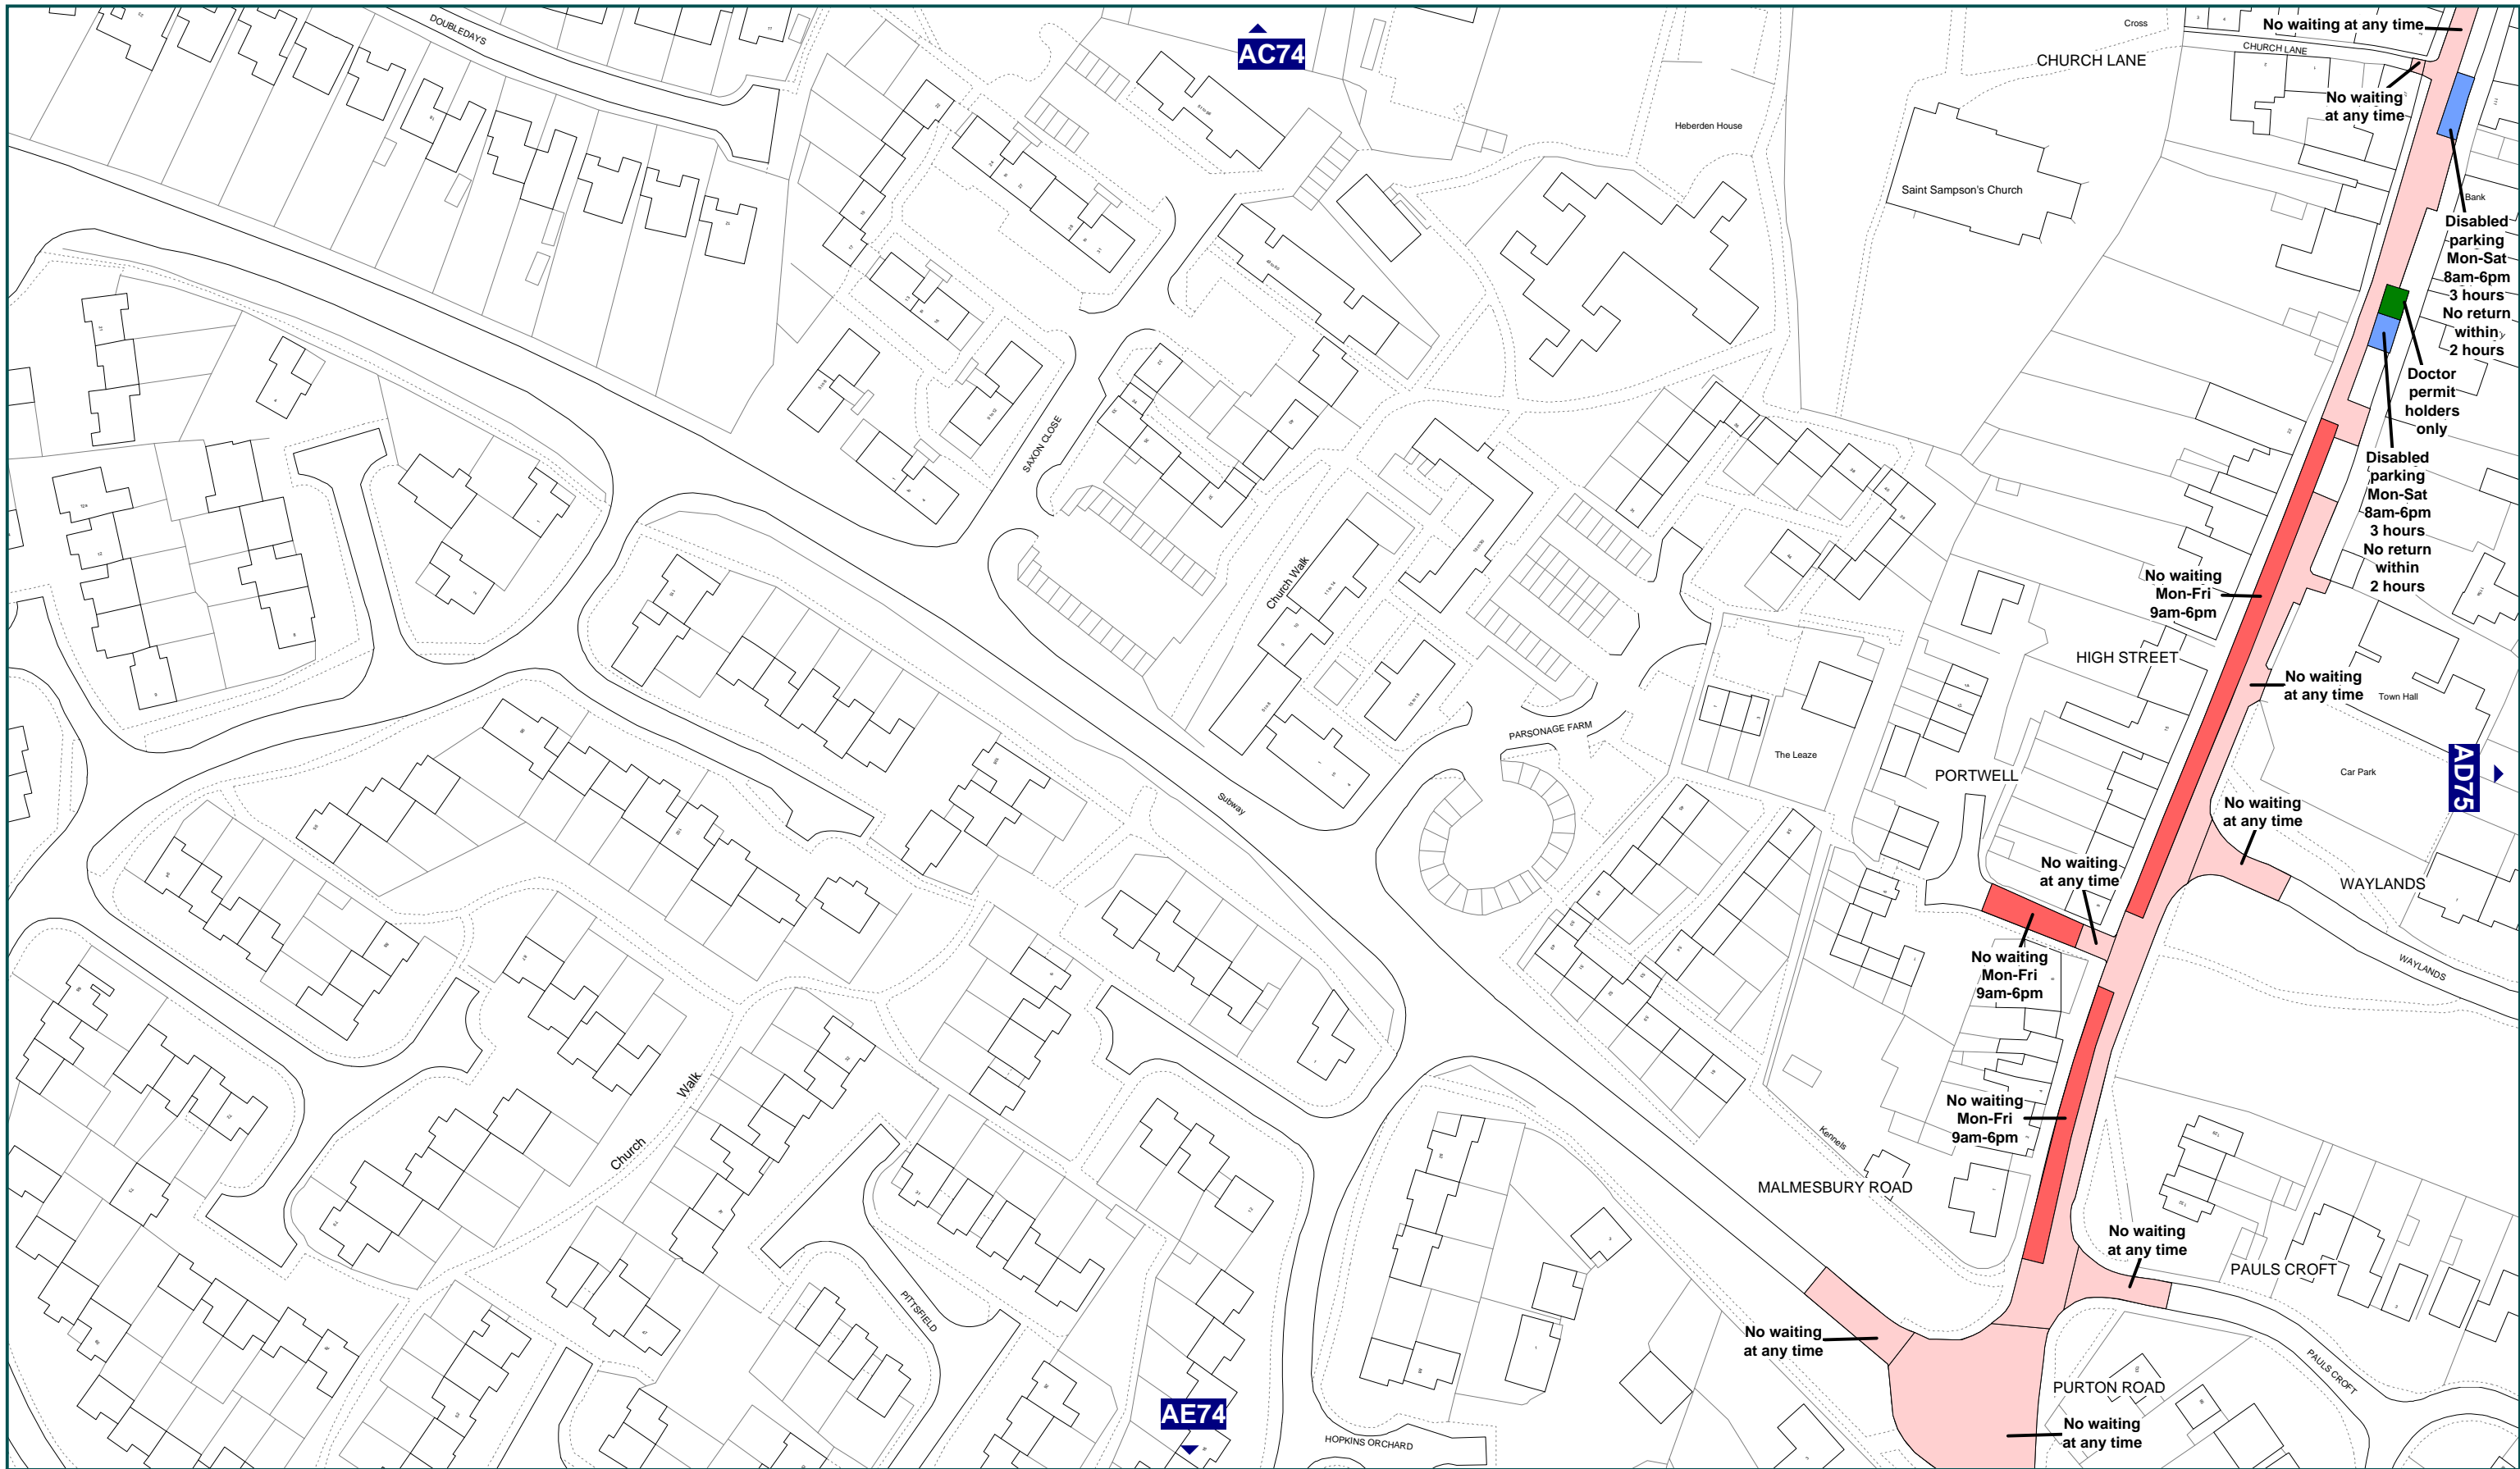 DOUBLEDAYS
AC74
Cross
CHURCH LANE
CHURCH LANE
No waiting at any time
No waiting
at any time
Heberden House
Saint Sampson's Church
Bank
Disabled
parking
Mon-Sat
8am-6pm
3 hours
No return
within
2 hours
Doctor
permit
holders
only
Disabled
parking
Mon-Sat
8am-6pm
3 hours
No return
within
2 hours
SAXON CLOSE
Church Walk
No waiting
Mon-Fri
9am-6pm
HIGH STREET
No waiting
at any time
Town Hall
PARSONAGE FARM
The Leaze
PORTWELL
Car Park
AD75
Subway
No waiting
at any time
No waiting
at any time
WAYLANDS
WAYLANDS
No waiting
Mon-Fri
9am-6pm
Church
Walk
No waiting
Mon-Fri
9am-6pm
Kennels
MALMESBURY ROAD
No waiting
at any time
PAULS CROFT
PITTSFIELD
No waiting
at any time
PAULS CROFT
PURTON ROAD
No waiting
at any time
AE74
HOPKINS ORCHARD